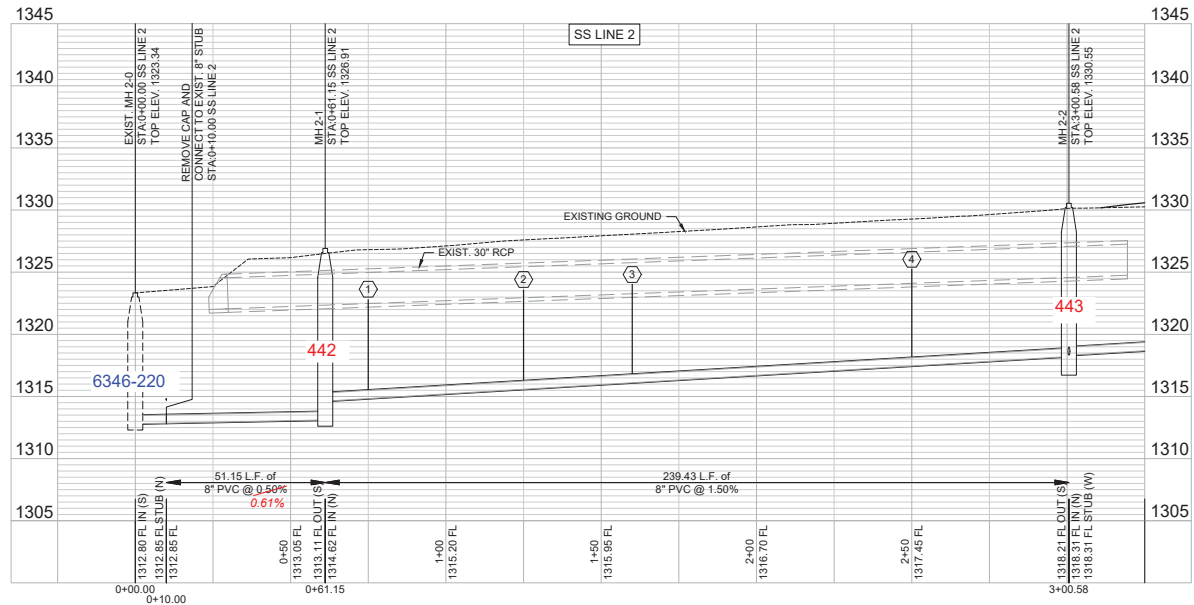 SS LINE 2
1345
1340
1335
1330
1325
1320
1315
1310
1305
1345
1340
1335
1330
1325
1320
1315
1310
1305
EXIST. MH 2-0
STA:0+00.00 SS LINE 2
TOP ELEV. 1323.34
REMOVE CAP AND
CONNECT TO EXIST. 8" STUB
STA:0+10.00 SS LINE 2
MH 2-1
STA:0+61.15 SS LINE 2
TOP ELEV. 1326.91
MH 2-2
STA:3+00.58 SS LINE 2
TOP ELEV. 1330.55
EXISTING GROUND
EXIST. 30" RCP
1
2
3
4
6346-220
442
443
51.15 L.F. of
8" PVC @ 0.50%
0.61%
239.43 L.F. of
8" PVC @ 1.50%
1312.80 FL IN (S)
1312.85 FL STUB (N)
1312.85 FL
0+50
1313.05 FL
1313.11 FL OUT (S)
1314.62 FL IN (N)
1+00
1315.20 FL
1+50
1315.95 FL
2+00
1316.70 FL
2+50
1317.45 FL
1318.21 FL OUT (S)
1318.31 FL IN (N)
1318.31 FL STUB (W)
0+00.00
0+10.00
0+61.15
3+00.58